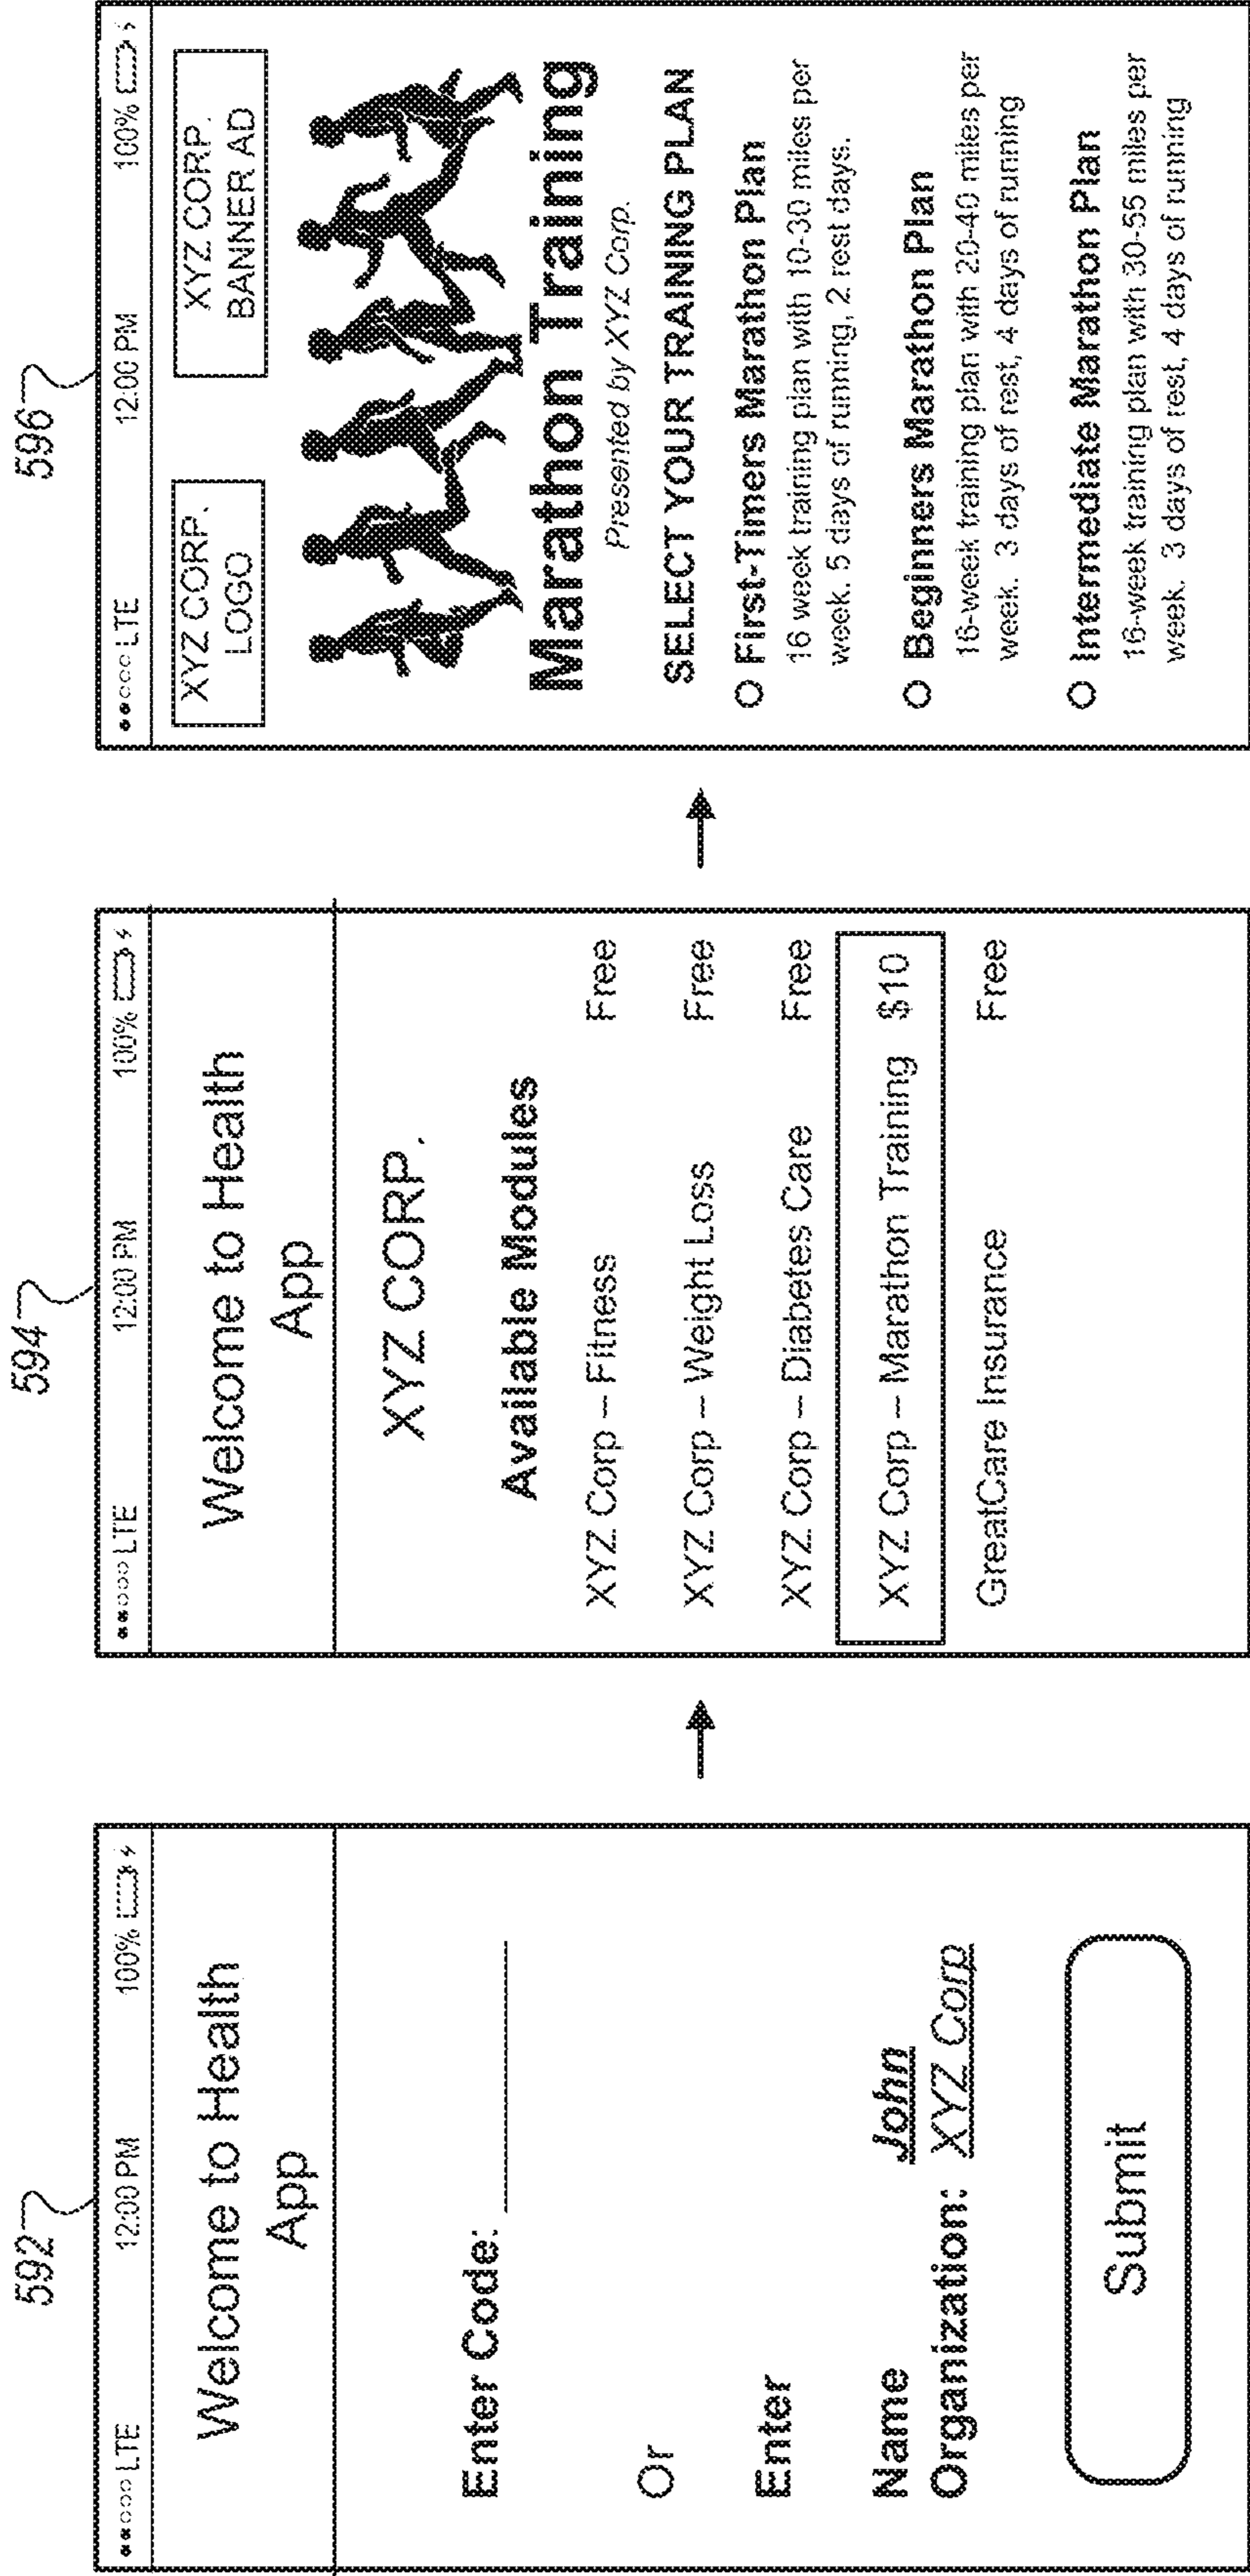 592
●●○○○ LTE 12:00 PM 100%
Welcome to Health
App
Enter Code:
Or
Enter
Name John
Organization: XYZ Corp
Submit
594
●●○○○ LTE 12:00 PM 100%
Welcome to Health
App
XYZ CORP.
Available Modules
XYZ Corp – Fitness Free
XYZ Corp – Weight Loss Free
XYZ Corp – Diabetes Care Free
XYZ Corp – Marathon Training $10
GreatCare Insurance Free
596
●●○○○ LTE 12:00 PM 100%
XYZ CORP.
LOGO
XYZ CORP.
BANNER AD
Marathon Training
Presented by XYZ Corp.
SELECT YOUR TRAINING PLAN
First-Timers Marathon Plan
16 week training plan with 10-30 miles per
week. 5 days of running, 2 rest days.
Beginners Marathon Plan
16-week training plan with 20-40 miles per
week. 3 days of rest, 4 days of running
Intermediate Marathon Plan
16-week training plan with 30-55 miles per
week. 3 days of rest, 4 days of running